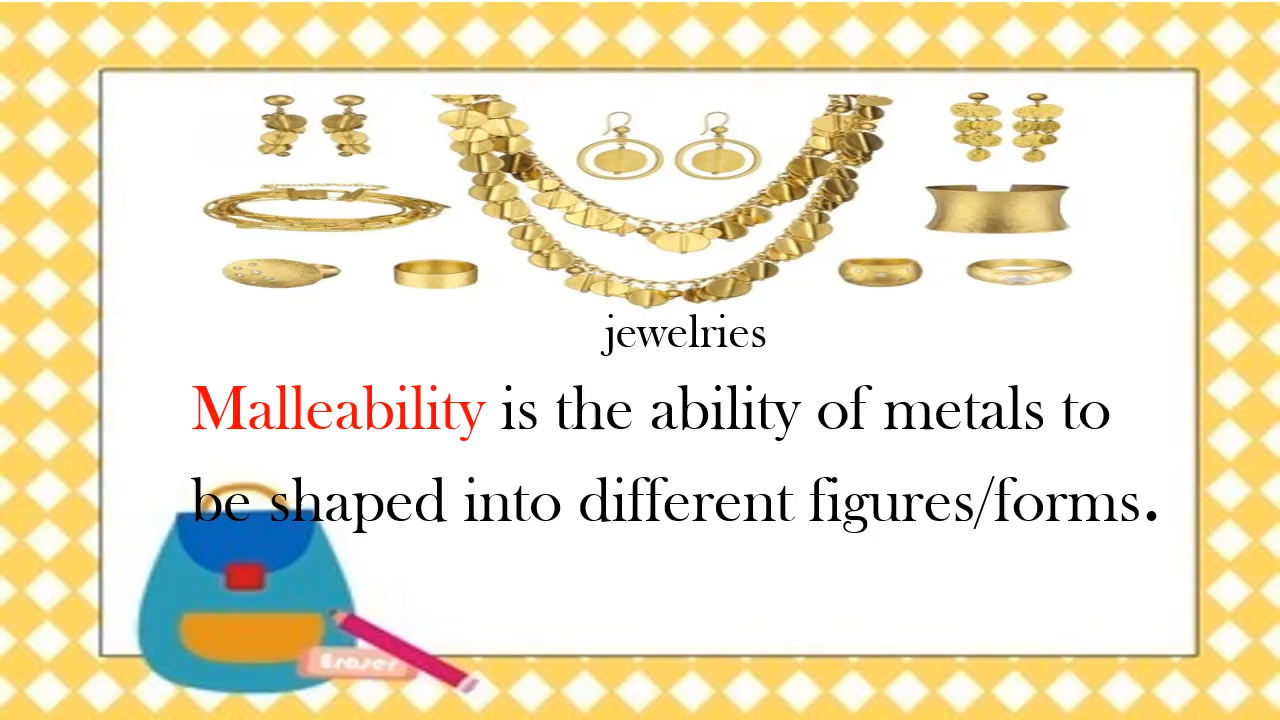 jewelries
Malleability is the ability of metals to
be shaped into different figures/forms.
Eraser